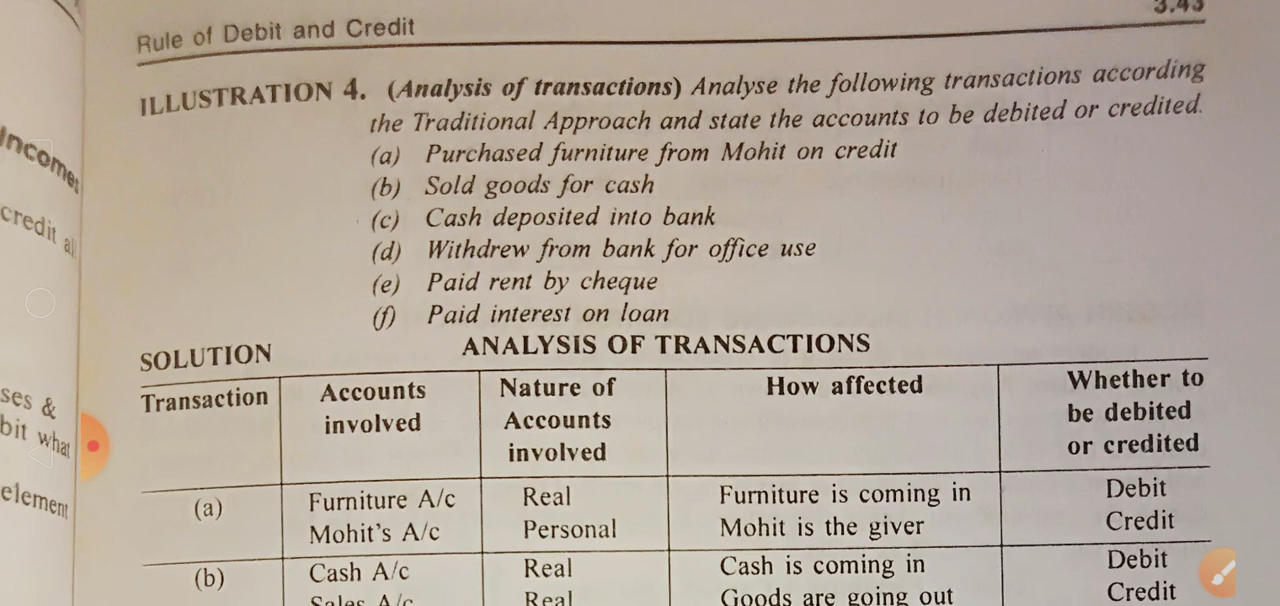 Rule of Debit and Credit
3.43
ILLUSTRATION 4. (Analysis of transactions) Analyse the following transactions according
the Traditional Approach and state the accounts to be debited or credited.
(a) Purchased furniture from Mohit on credit
(b) Sold goods for cash
(c) Cash deposited into bank
(d) Withdrew from bank for office use
(e) Paid rent by cheque
(f) Paid interest on loan
SOLUTION ANALYSIS OF TRANSACTIONS
Transaction Accounts involved Nature of Accounts involved How affected Whether to be debited or credited
(a) Furniture A/c Real Furniture is coming in Debit
Mohit's A/c Personal Mohit is the giver Credit
(b) Cash A/c Real Cash is coming in Debit
Sales A/c Real Goods are going out Credit
Incomes
credit
ses &
bit what
element